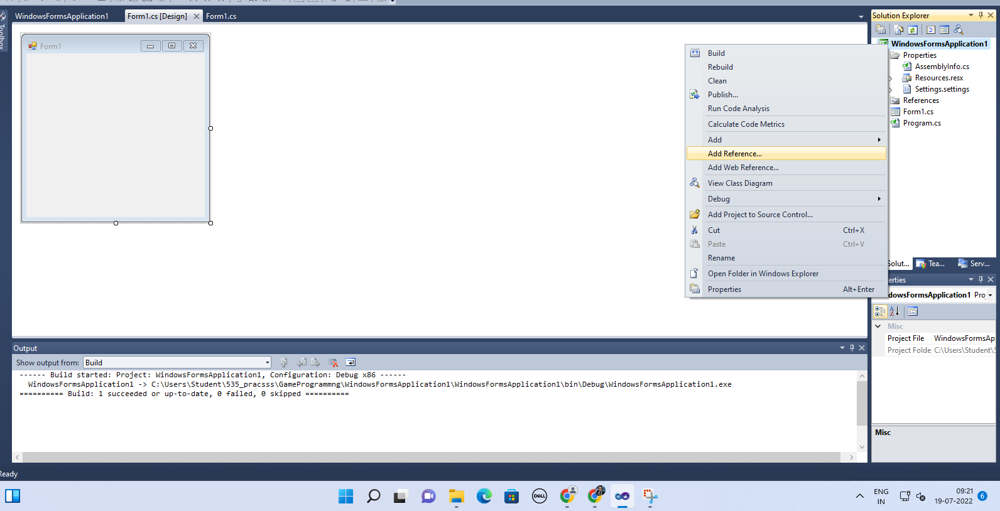 WindowsFormsApplication1
Form1.cs [Design]
Form1.cs
Toolbox
Form1
Build
Rebuild
Clean
Publish...
Run Code Analysis
Calculate Code Metrics
Add
Add Reference...
Add Web Reference...
View Class Diagram
Debug
Add Project to Source Control...
Cut Ctrl+X
Paste Ctrl+V
Rename
Open Folder in Windows Explorer
Properties Alt+Enter
Solution Explorer
WindowsFormsApplication1
Properties
AssemblyInfo.cs
Resources.resx
Settings.settings
References
Form1.cs
Program.cs
Solut... Tea... Serv...
erties
dowsFormsApplication1 Pro
Misc
Project File WindowsFormsAp
Project Folde C:\Users\Student\5
Misc
Output
Show output from: Build
------ Build started: Project: WindowsFormsApplication1, Configuration: Debug x86 ------
WindowsFormsApplication1 -> C:\Users\Student\535_pracsss\GameProgrammng\WindowsFormsApplication1\WindowsFormsApplication1\bin\Debug\WindowsFormsApplication1.exe
========== Build: 1 succeeded or up-to-date, 0 failed, 0 skipped ==========
Ready
DELL
ENG
IN
09:21
19-07-2022
6